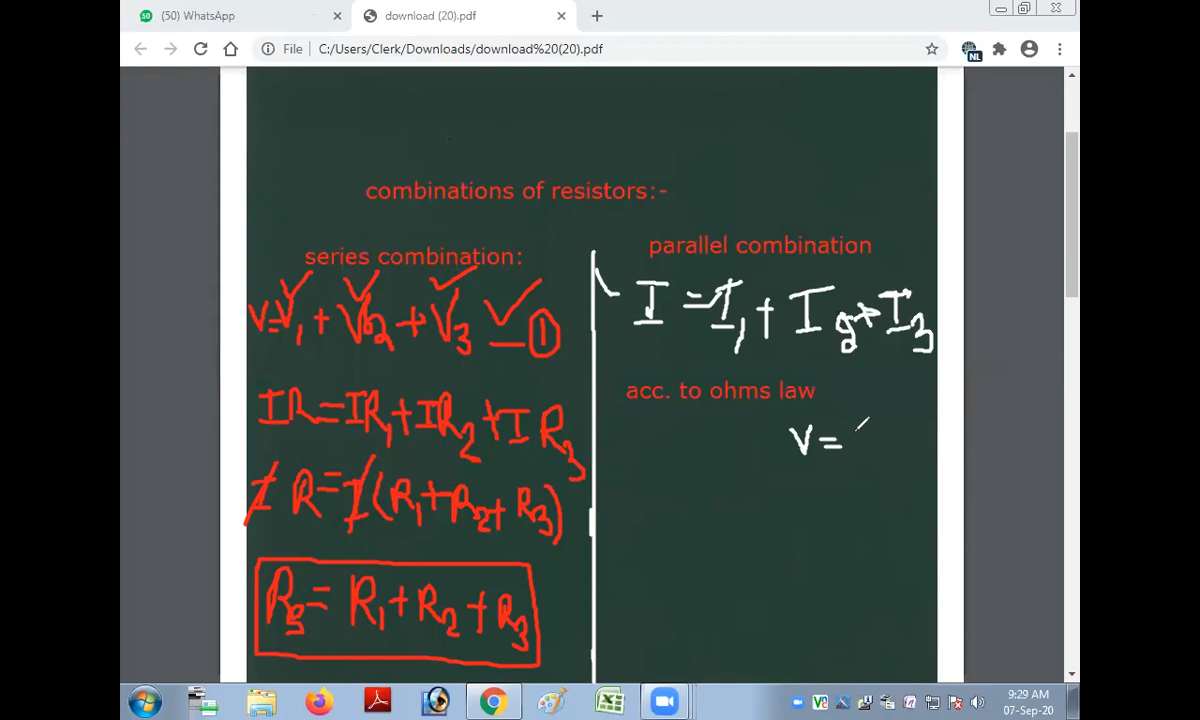 (50) WhatsApp
download (20).pdf
File C:/Users/Clerk/Downloads/download%20(20).pdf
NL
combinations of resistors:-
series combination:
V=V1 + V2 + V3 — 1
IR=IR1+IR2+IR3
IR=I(R1+R2+R3)
Rs=R1+R2+R3
parallel combination
I=I1+I2+I3
acc. to ohms law
V=
9:29 AM
07-Sep-20